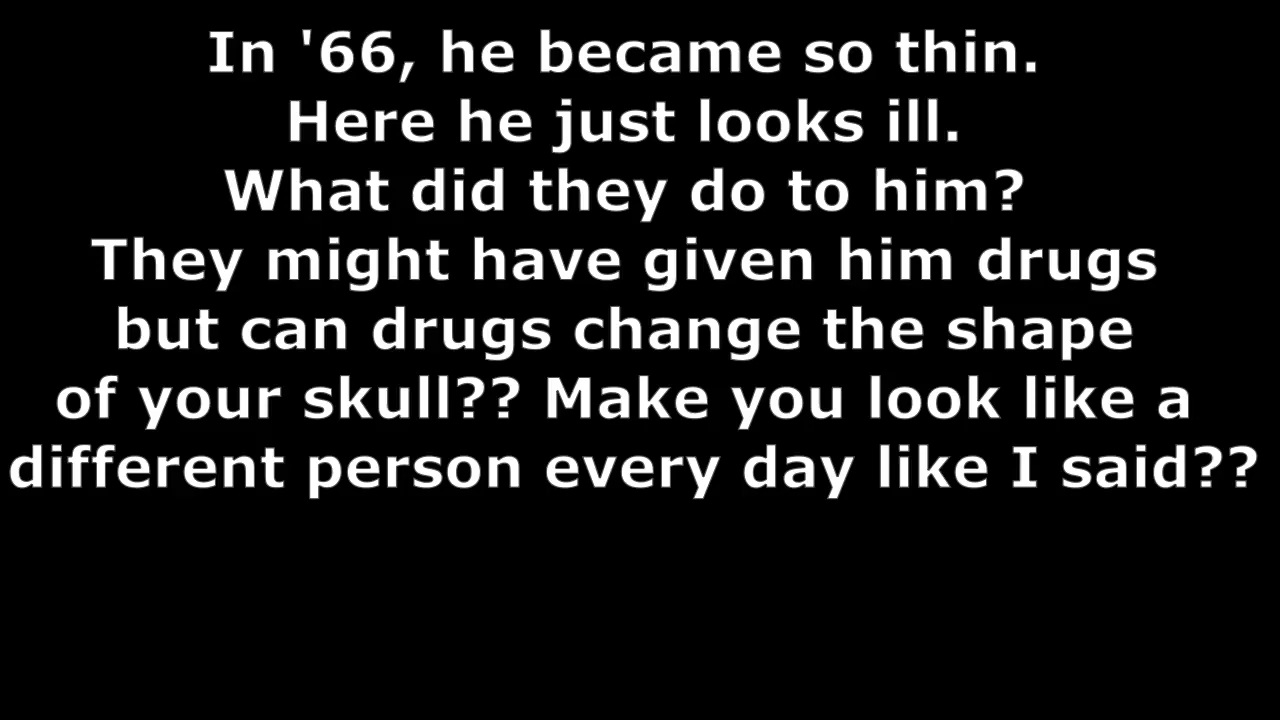 In '66, he became so thin.
Here he just looks ill.
What did they do to him?
They might have given him drugs
but can drugs change the shape
of your skull?? Make you look like a
different person every day like I said??